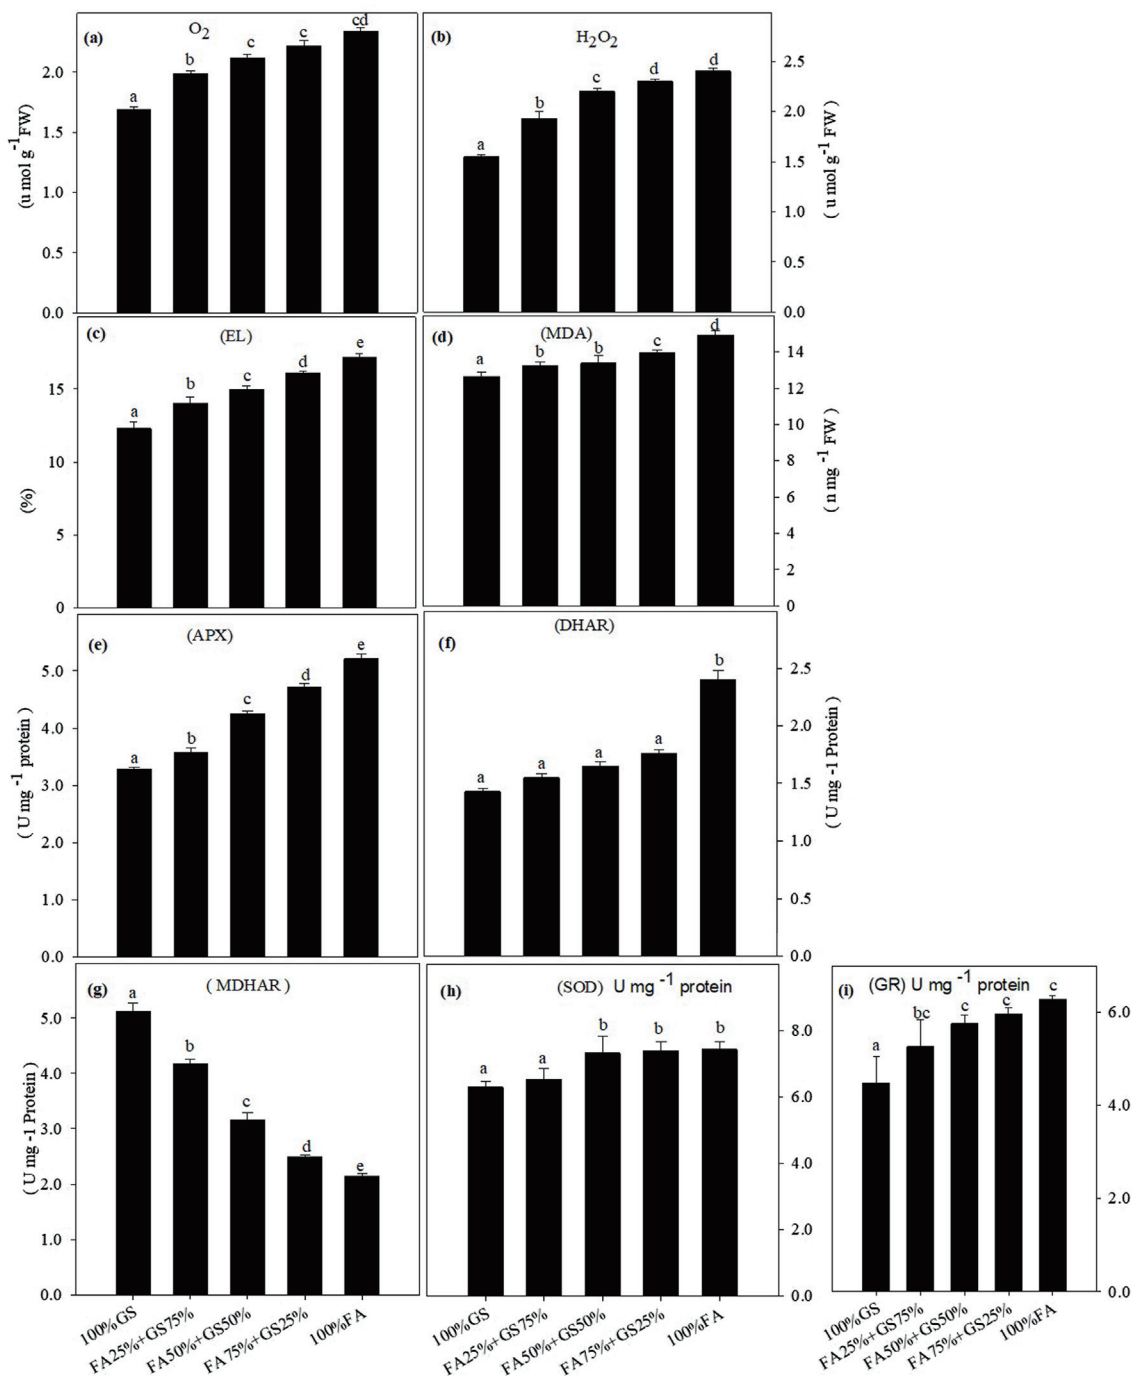 (a) O2
a b c c cd
2.0
1.5
1.0
0.5
0.0
(u mol g-1FW)
(b) H2O2
a b c d d
2.5
2.0
1.5
1.0
0.5
0.0
( u mol g-1 FW)
(c) (EL)
a b c d e
15
10
5
0
(%)
(d) (MDA)
a b b c d
14
12
10
8
6
4
2
0
( n mg -1 FW)
(e) (APX)
a b c d e
5.0
4.0
3.0
2.0
1.0
0.0
( U mg -1 protein)
(f) (DHAR)
a a a a b
2.5
2.0
1.5
1.0
0.5
0.0
( U mg -1 Protein)
(g) ( MDHAR )
a b c d e
5.0
4.0
3.0
2.0
1.0
0.0
( U mg -1 Protein)
100%GS
FA25%+GS75%
FA50%+GS50%
FA75%+GS25%
100%FA
(h) (SOD) U mg -1 protein
a a b b b
8.0
6.0
4.0
2.0
0.0
100%GS
FA25%+GS75%
FA50%+GS50%
FA75%+GS25%
100%FA
(i) (GR) U mg -1 protein
a bc c c c
6.0
4.0
2.0
0.0
100%GS
FA25%+GS75%
FA50%+GS50%
FA75%+GS25%
100%FA